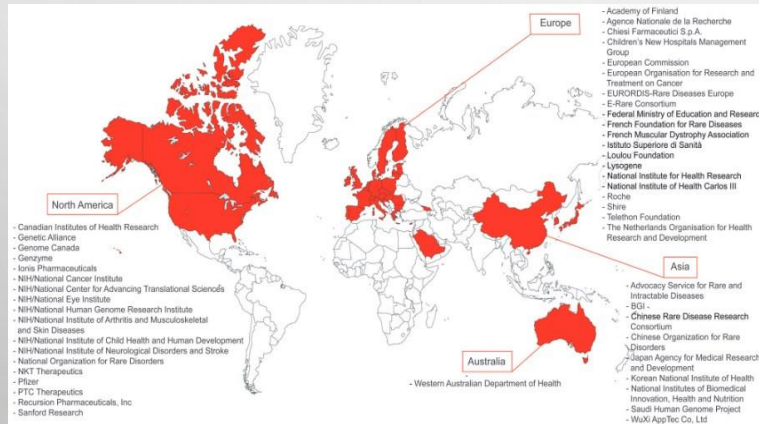 Europe
- Academy of Finland
- Agence Nationale de la Recherche
- Chiesi Farmaceutici S.p.A.
- Children's New Hospitals Management
Group
- European Commission
- European Organisation for Research and
Treatment on Cancer
- EURORDIS-Rare Diseases Europe
- E-Rare Consortium
- Federal Ministry of Education and Research
- French Foundation for Rare Diseases
- French Muscular Dystrophy Association
- Istituto Superiore di Sanità
- Loulou Foundation
- Lysogene
- National Institute for Health Research
- National Institute of Health Carlos III
- Roche
- Shire
- Telethon Foundation
- The Netherlands Organisation for Health
Research and Development
North America
- Canadian Institutes of Health Research
- Genetic Alliance
- Genome Canada
- Genzyme
- Ionis Pharmaceuticals
- NIH/National Cancer Institute
- NIH/National Center for Advancing Translational Sciences
- NIH/National Eye Institute
- NIH/National Human Genome Research Institute
- NIH/National Institute of Arthritis and Musculoskeletal
and Skin Diseases
- NIH/National Institute of Child Health and Human Development
- NIH/National Institute of Neurological Disorders and Stroke
- National Organization for Rare Disorders
- NKT Therapeutics
- Pfizer
- PTC Therapeutics
- Recursion Pharmaceuticals, Inc
- Sanford Research
Asia
- Advocacy Service for Rare and
Intractable Diseases
- BGI -
- Chinese Rare Disease Research
Consortium
- Chinese Organization for Rare
Disorders
- Japan Agency for Medical Research
and Development
- Korean National Institute of Health
- National Institutes of Biomedical
Innovation, Health and Nutrition
- Saudi Human Genome Project
- WuXi AppTec Co, Ltd
Australia
- Western Australian Department of Health